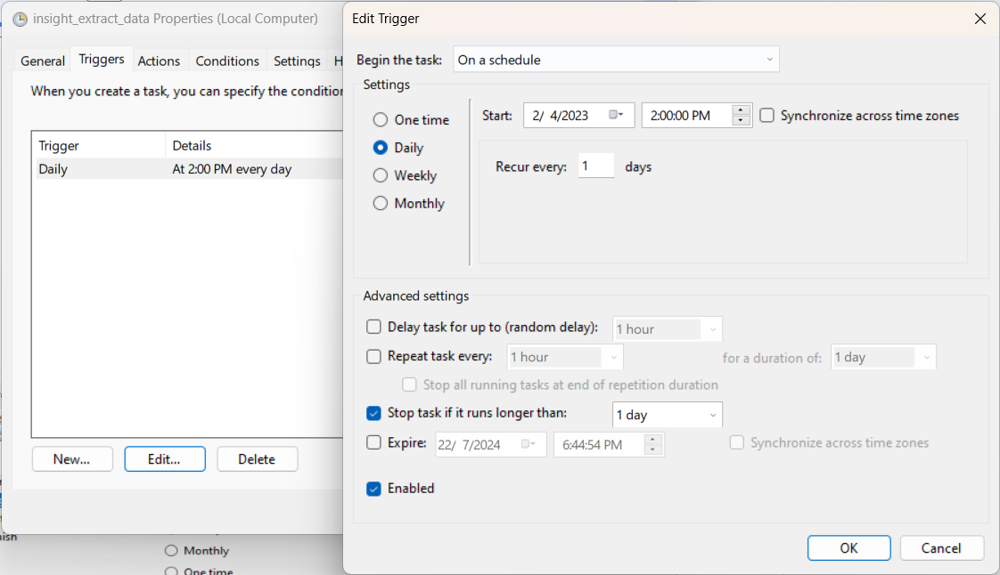 insight_extract_data Properties (Local Computer)
General Triggers Actions Conditions Settings H
When you create a task, you can specify the condition
Trigger Details
Daily At 2:00 PM every day
New... Edit... Delete
Monthly
One time
Edit Trigger
Begin the task: On a schedule
Settings
One time
Daily
Weekly
Monthly
Start: 2/ 4/2023 2:00:00 PM Synchronize across time zones
Recur every: 1 days
Advanced settings
Delay task for up to (random delay): 1 hour
Repeat task every: 1 hour for a duration of: 1 day
Stop all running tasks at end of repetition duration
Stop task if it runs longer than: 1 day
Expire: 22/ 7/2024 6:44:54 PM Synchronize across time zones
Enabled
OK Cancel